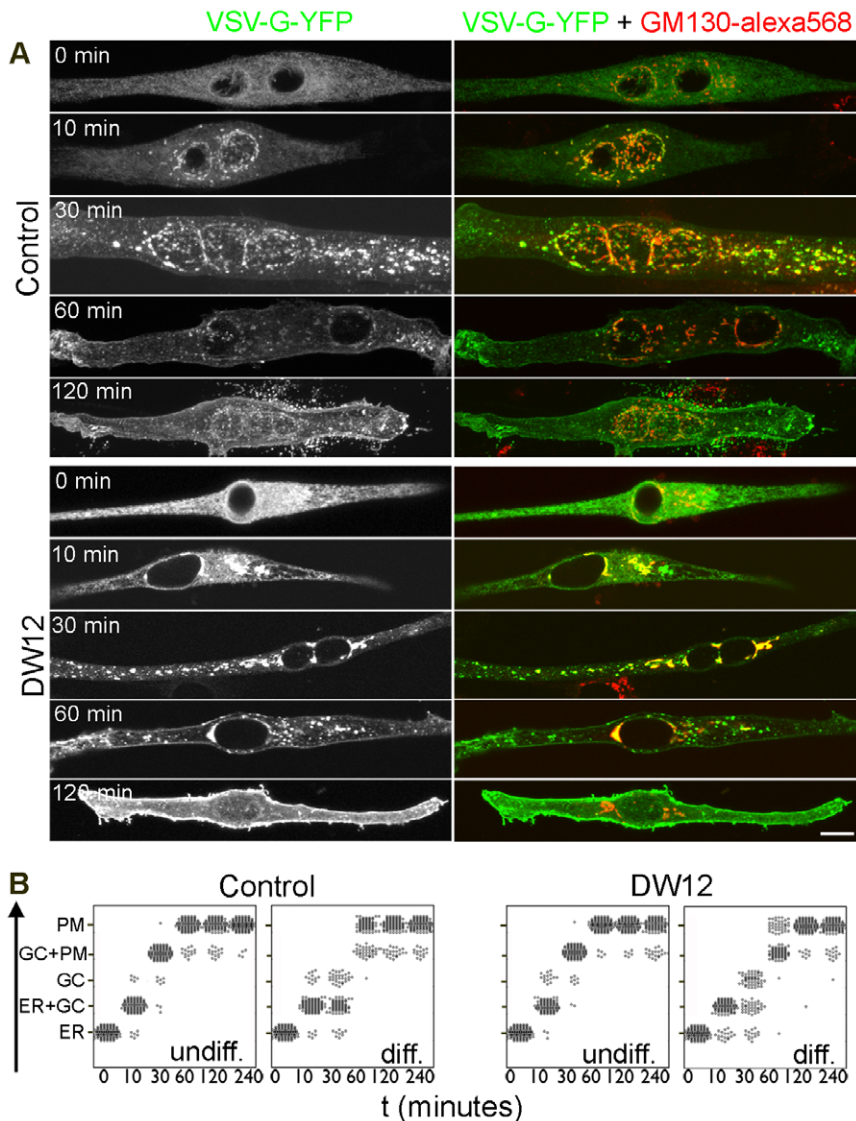 VSV-G-YFP
VSV-G-YFP + GM130-alexa568
A
Control
0 min
10 min
30 min
60 min
120 min
DW12
0 min
10 min
30 min
60 min
120 min
B
Control
DW12
PM
GC+PM
GC
ER+GC
ER
undiff.
diff.
undiff.
diff.
0 10 30 60 120 240
0 10 30 60 120 240
0 10 30 60 120 240
0 10 30 60 120 240
t (minutes)